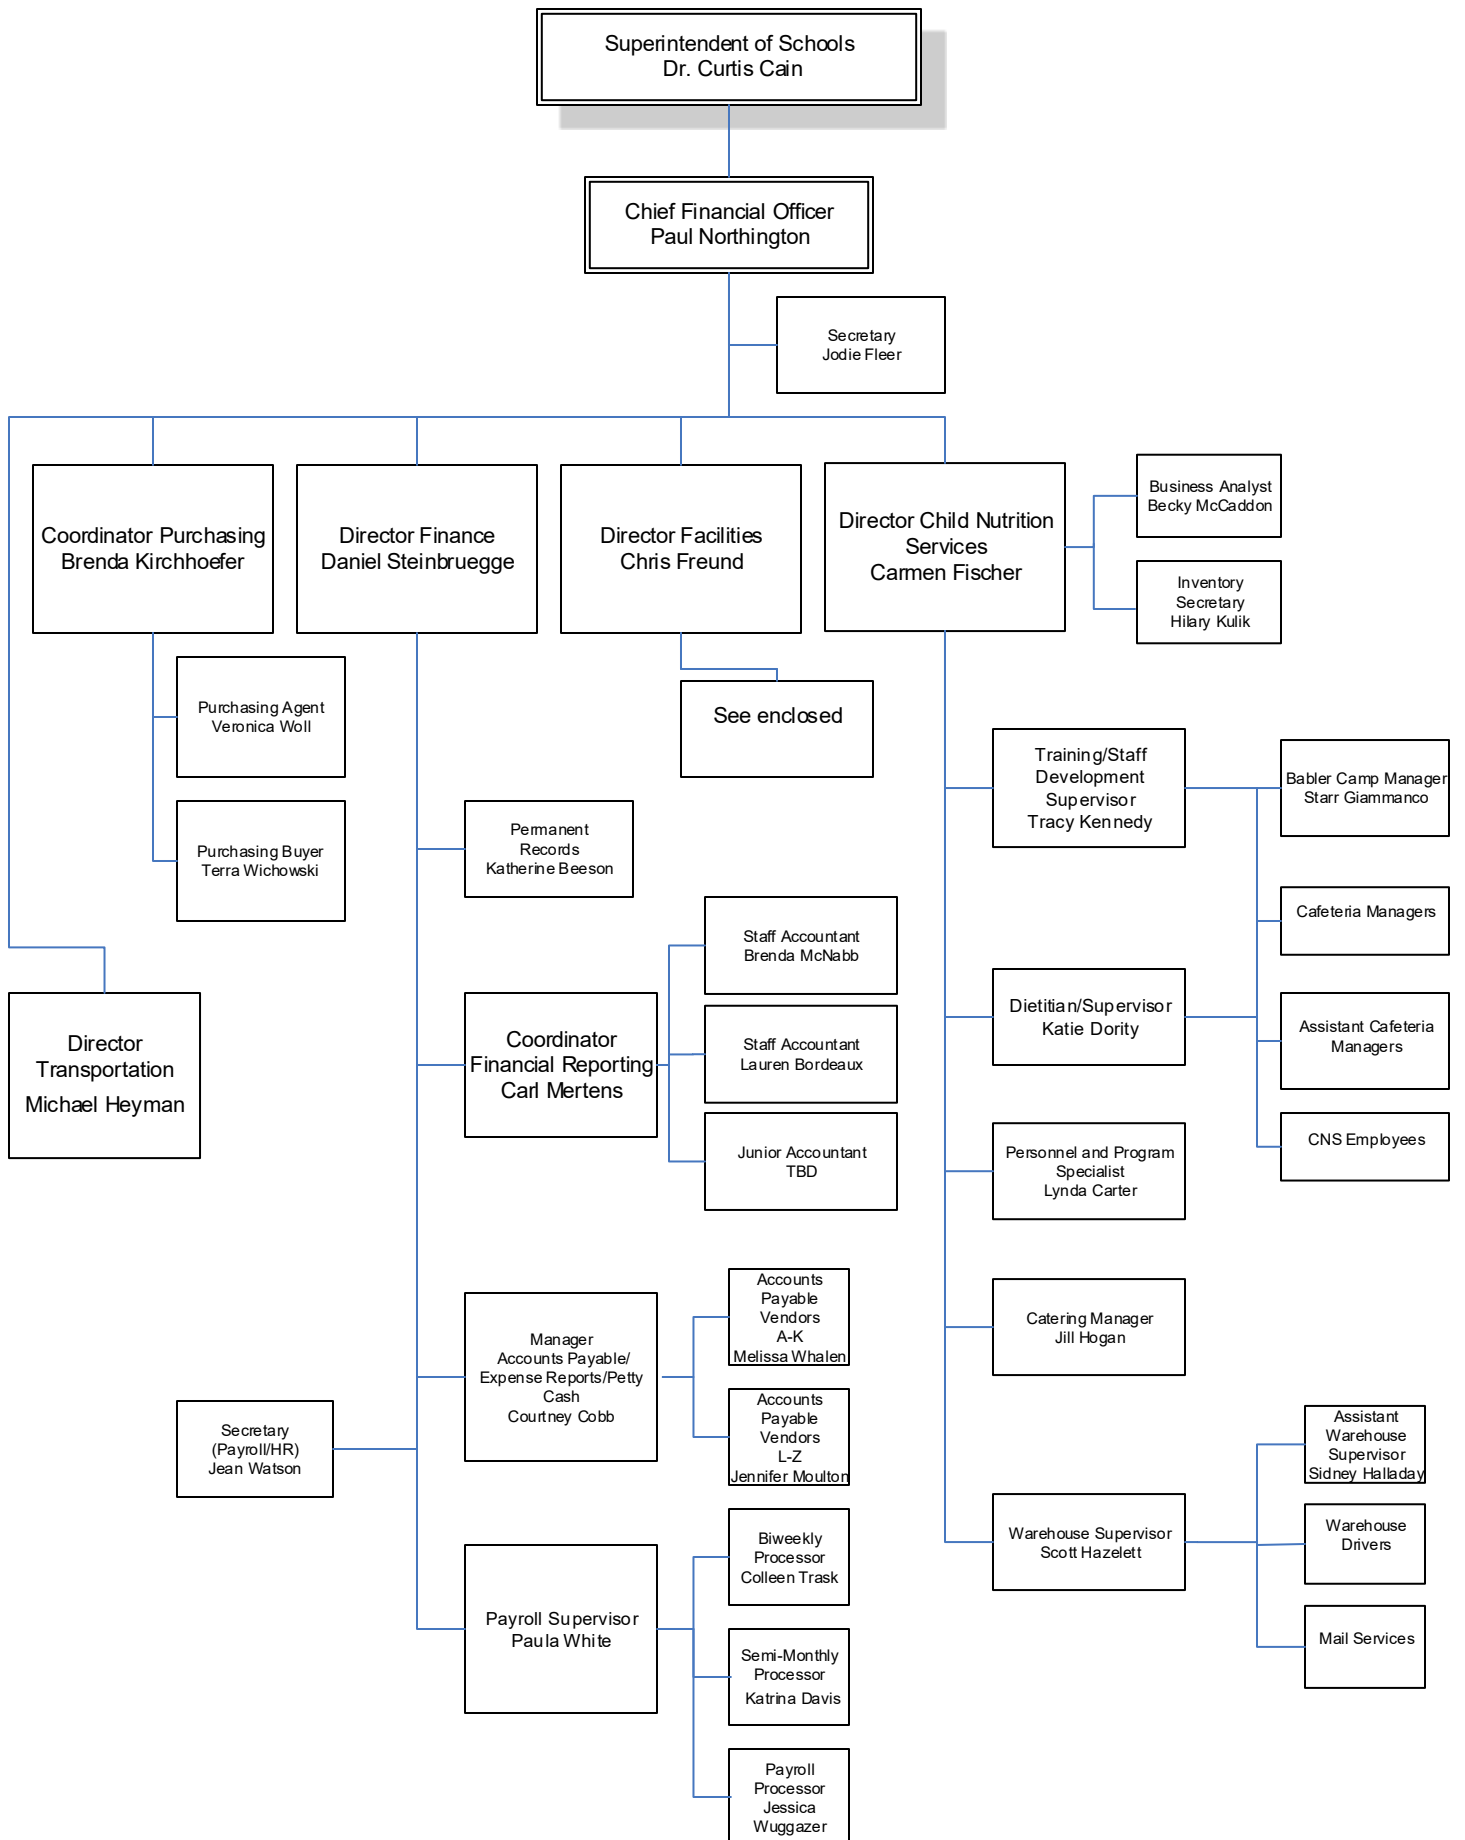 Superintendent of Schools
Dr. Curtis Cain
Chief Financial Officer
Paul Northington
Secretary
Jodie Fleer
Coordinator Purchasing
Brenda Kirchhoefer
Director Finance
Daniel Steinbruegge
Director Facilities
Chris Freund
Director Child Nutrition
Services
Carmen Fischer
Business Analyst
Becky McCaddon
Inventory
Secretary
Hilary Kulik
Purchasing Agent
Veronica Woll
Purchasing Buyer
Terra Wichowski
See enclosed
Director
Transportation
Michael Heyman
Permanent
Records
Katherine Beeson
Coordinator
Financial Reporting
Carl Mertens
Staff Accountant
Brenda McNabb
Staff Accountant
Lauren Bordeaux
Junior Accountant
TBD
Manager
Accounts Payable/
Expense Reports/Petty
Cash
Courtney Cobb
Accounts
Payable
Vendors
A-K
Melissa Whalen
Accounts
Payable
Vendors
L-Z
Jennifer Moulton
Secretary
(Payroll/HR)
Jean Watson
Payroll Supervisor
Paula White
Biweekly
Processor
Colleen Trask
Semi-Monthly
Processor
Katrina Davis
Payroll
Processor
Jessica
Wuggazer
Training/Staff
Development
Supervisor
Tracy Kennedy
Dietitian/Supervisor
Katie Dority
Babler Camp Manager
Starr Giammanco
Cafeteria Managers
Assistant Cafeteria
Managers
CNS Employees
Personnel and Program
Specialist
Lynda Carter
Catering Manager
Jill Hogan
Warehouse Supervisor
Scott Hazelett
Assistant
Warehouse
Supervisor
Sidney Halladay
Warehouse
Drivers
Mail Services